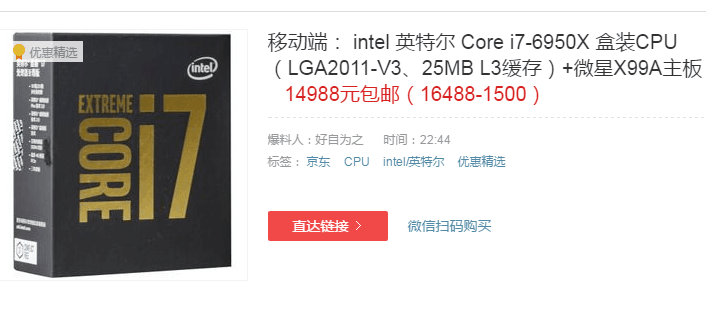 优惠精选
intel
EXTREME
CORE
i7
移动端： intel 英特尔 Core i7-6950X 盒装CPU
（LGA2011-V3、25MB L3缓存）+微星X99A主板
14988元包邮（16488-1500）
爆料人：好自为之 时间：22:44
标签： 京东 CPU intel/英特尔 优惠精选
直达链接 >
微信扫码购买